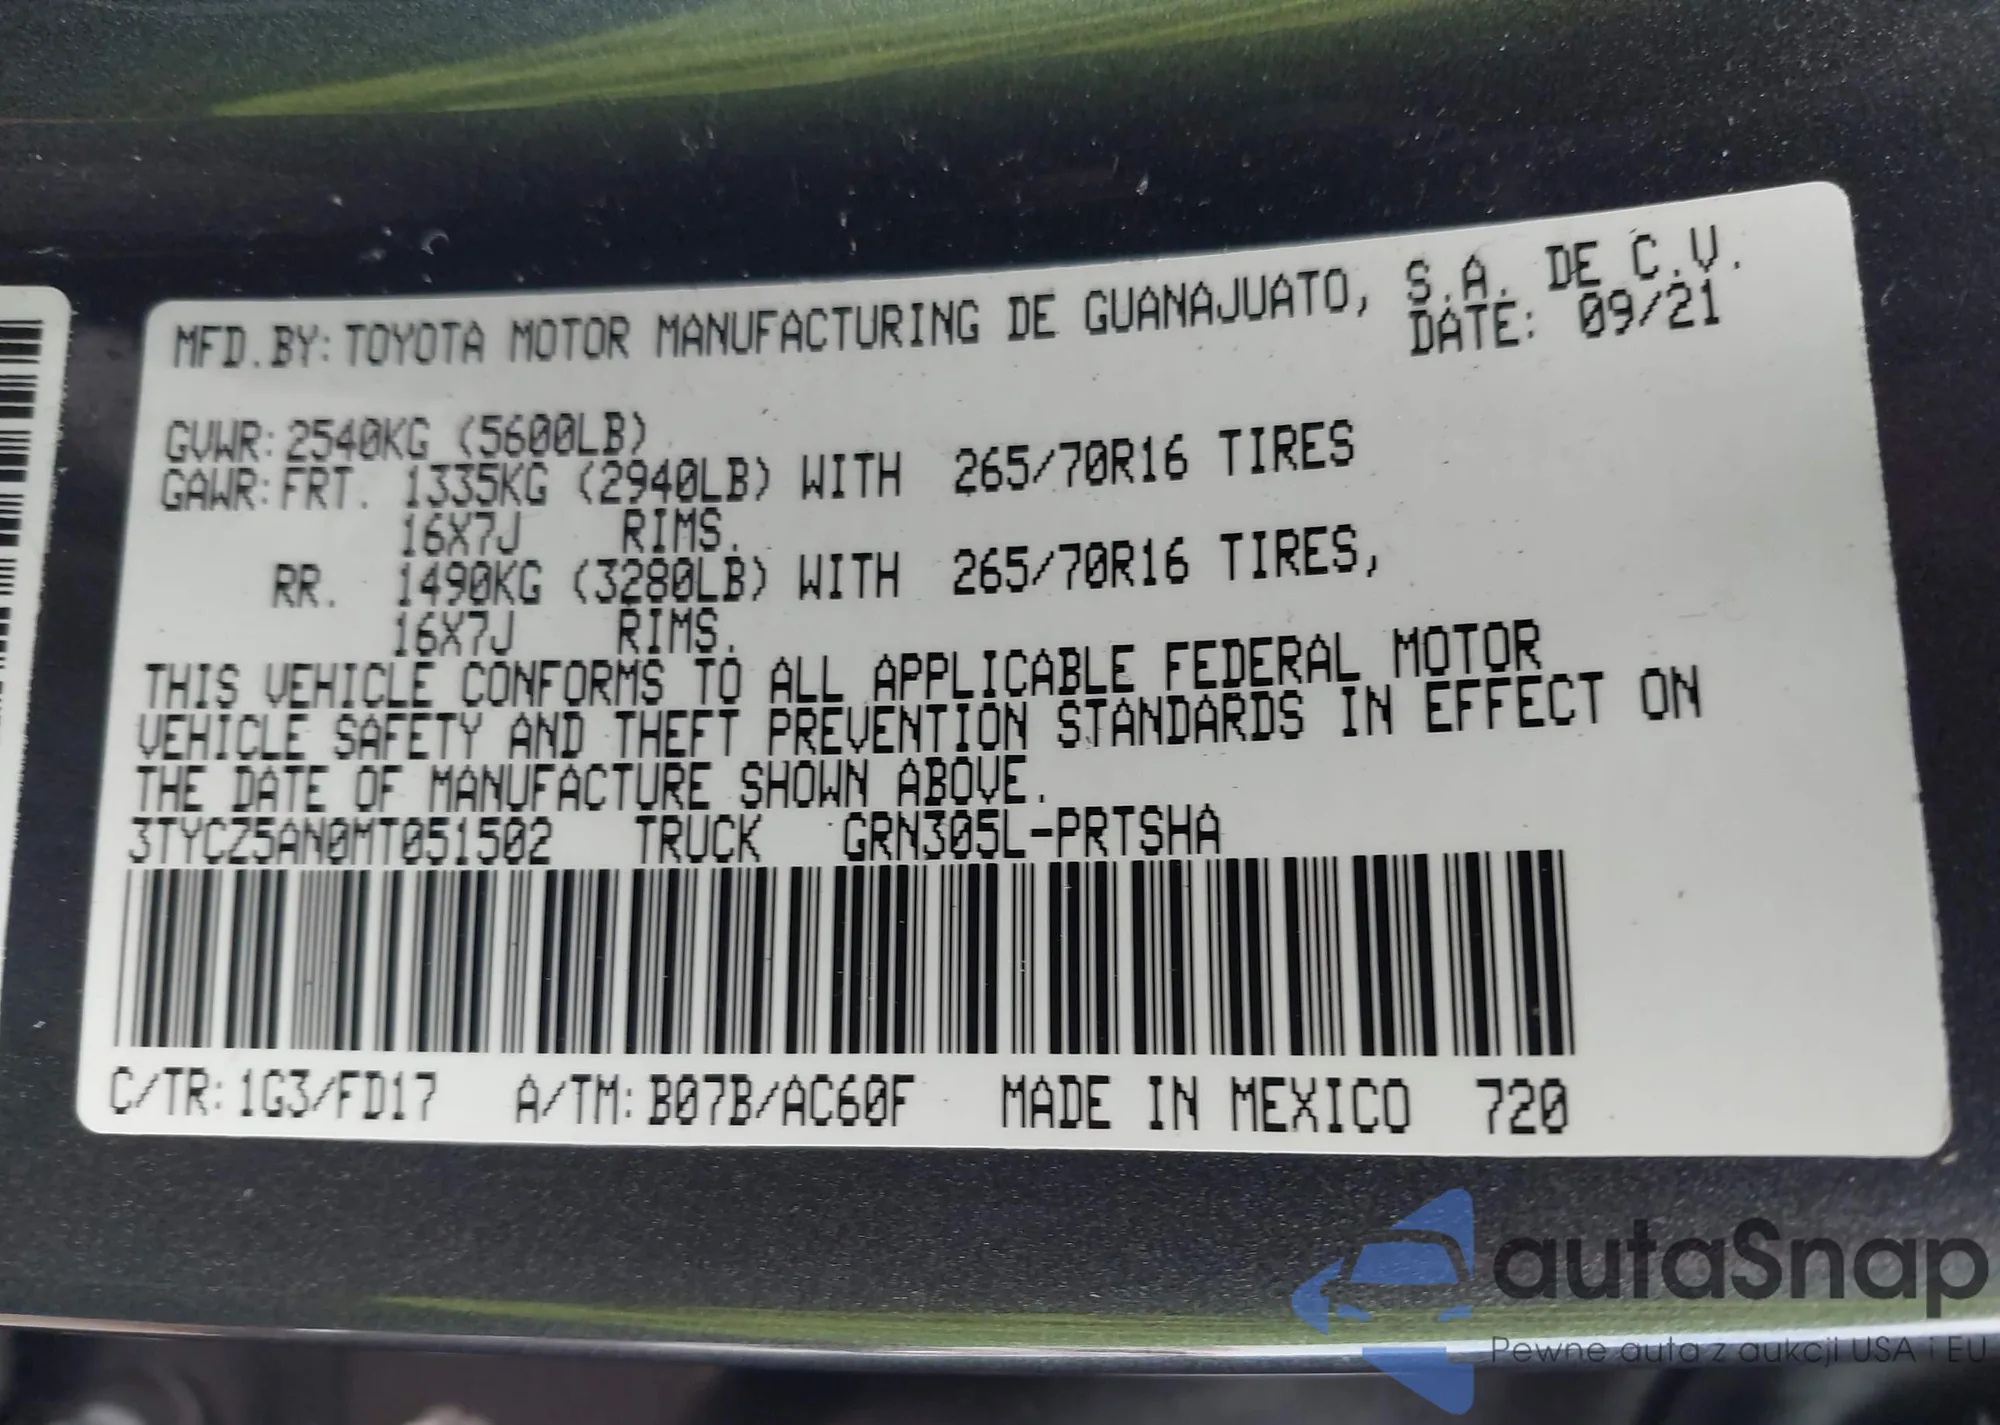 MFD.BY: TOYOTA MOTOR MANUFACTURING DE GUANAJUATO, S.A. DE C.V.
DATE: 09/21
GVWR: 2540KG (5600LB)
GAWR: FRT. 1335KG (2940LB) WITH 265/70R16 TIRES
16X7J RIMS.
RR. 1490KG (3280LB) WITH 265/70R16 TIRES,
16X7J RIMS.
THIS VEHICLE CONFORMS TO ALL APPLICABLE FEDERAL MOTOR
VEHICLE SAFETY AND THEFT PREVENTION STANDARDS IN EFFECT ON
THE DATE OF MANUFACTURE SHOWN ABOVE.
3TYCZ5AN0MT051502 TRUCK GRN305L-PRTSHA
C/TR: 1G3/FD17 A/TM: B07B/AC60F MADE IN MEXICO 720
autaSnap
Pewne auta z aukcji USA i EU